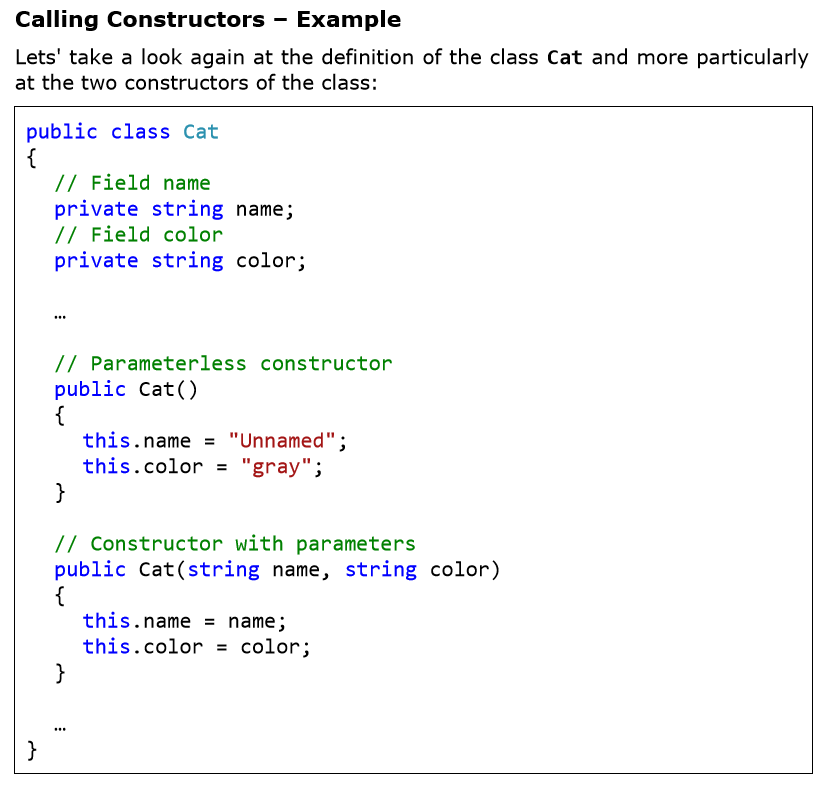 Calling Constructors – Example
Lets' take a look again at the definition of the class Cat and more particularly
at the two constructors of the class:
public class Cat
{
// Field name
private string name;
// Field color
private string color;
…
// Parameterless constructor
public Cat()
{
this.name = "Unnamed";
this.color = "gray";
}
// Constructor with parameters
public Cat(string name, string color)
{
this.name = name;
this.color = color;
}
…
}